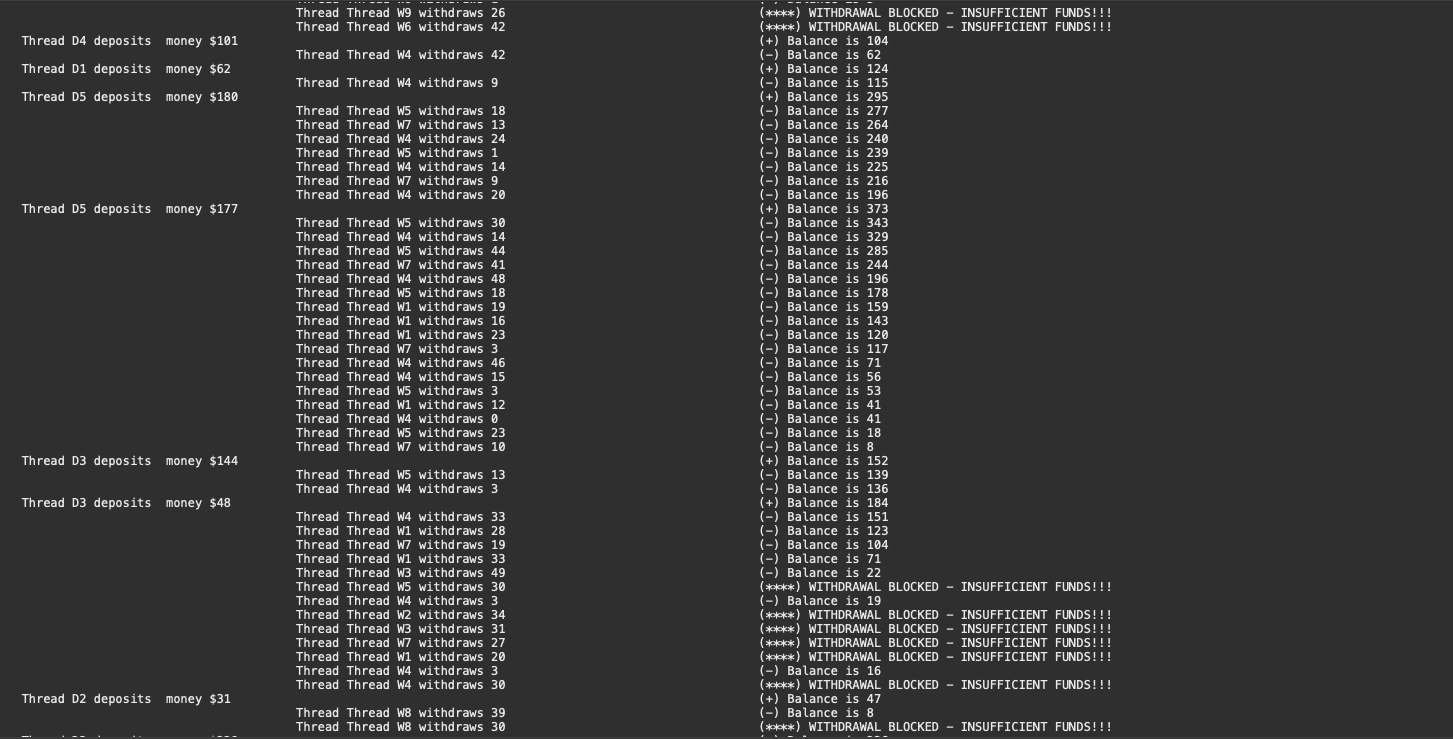 Thread Thread W9 withdraws 26 (****) WITHDRAWAL BLOCKED - INSUFFICIENT FUNDS!!!
Thread Thread W6 withdraws 42 (****) WITHDRAWAL BLOCKED - INSUFFICIENT FUNDS!!!
Thread D4 deposits  money $101 (+) Balance is 104
Thread Thread W4 withdraws 42 (-) Balance is 62
Thread D1 deposits  money $62 (+) Balance is 124
Thread Thread W4 withdraws 9 (-) Balance is 115
Thread D5 deposits  money $180 (+) Balance is 295
Thread Thread W5 withdraws 18 (-) Balance is 277
Thread Thread W7 withdraws 13 (-) Balance is 264
Thread Thread W4 withdraws 24 (-) Balance is 240
Thread Thread W5 withdraws 1 (-) Balance is 239
Thread Thread W4 withdraws 14 (-) Balance is 225
Thread Thread W7 withdraws 9 (-) Balance is 216
Thread Thread W4 withdraws 20 (-) Balance is 196
Thread D5 deposits  money $177 (+) Balance is 373
Thread Thread W5 withdraws 30 (-) Balance is 343
Thread Thread W4 withdraws 14 (-) Balance is 329
Thread Thread W5 withdraws 44 (-) Balance is 285
Thread Thread W7 withdraws 41 (-) Balance is 244
Thread Thread W4 withdraws 48 (-) Balance is 196
Thread Thread W5 withdraws 18 (-) Balance is 178
Thread Thread W1 withdraws 19 (-) Balance is 159
Thread Thread W1 withdraws 16 (-) Balance is 143
Thread Thread W1 withdraws 23 (-) Balance is 120
Thread Thread W7 withdraws 3 (-) Balance is 117
Thread Thread W4 withdraws 46 (-) Balance is 71
Thread Thread W4 withdraws 15 (-) Balance is 56
Thread Thread W5 withdraws 3 (-) Balance is 53
Thread Thread W1 withdraws 12 (-) Balance is 41
Thread Thread W4 withdraws 0 (-) Balance is 41
Thread Thread W5 withdraws 23 (-) Balance is 18
Thread Thread W7 withdraws 10 (-) Balance is 8
Thread D3 deposits  money $144 (+) Balance is 152
Thread Thread W5 withdraws 13 (-) Balance is 139
Thread Thread W4 withdraws 3 (-) Balance is 136
Thread D3 deposits  money $48 (+) Balance is 184
Thread Thread W4 withdraws 33 (-) Balance is 151
Thread Thread W1 withdraws 28 (-) Balance is 123
Thread Thread W7 withdraws 19 (-) Balance is 104
Thread Thread W1 withdraws 33 (-) Balance is 71
Thread Thread W3 withdraws 49 (-) Balance is 22
Thread Thread W5 withdraws 30 (****) WITHDRAWAL BLOCKED - INSUFFICIENT FUNDS!!!
Thread Thread W4 withdraws 3 (-) Balance is 19
Thread Thread W2 withdraws 34 (****) WITHDRAWAL BLOCKED - INSUFFICIENT FUNDS!!!
Thread Thread W3 withdraws 31 (****) WITHDRAWAL BLOCKED - INSUFFICIENT FUNDS!!!
Thread Thread W7 withdraws 27 (****) WITHDRAWAL BLOCKED - INSUFFICIENT FUNDS!!!
Thread Thread W1 withdraws 20 (****) WITHDRAWAL BLOCKED - INSUFFICIENT FUNDS!!!
Thread Thread W4 withdraws 3 (-) Balance is 16
Thread Thread W4 withdraws 30 (****) WITHDRAWAL BLOCKED - INSUFFICIENT FUNDS!!!
Thread D2 deposits  money $31 (+) Balance is 47
Thread Thread W8 withdraws 39 (-) Balance is 8
Thread Thread W8 withdraws 30 (****) WITHDRAWAL BLOCKED - INSUFFICIENT FUNDS!!!